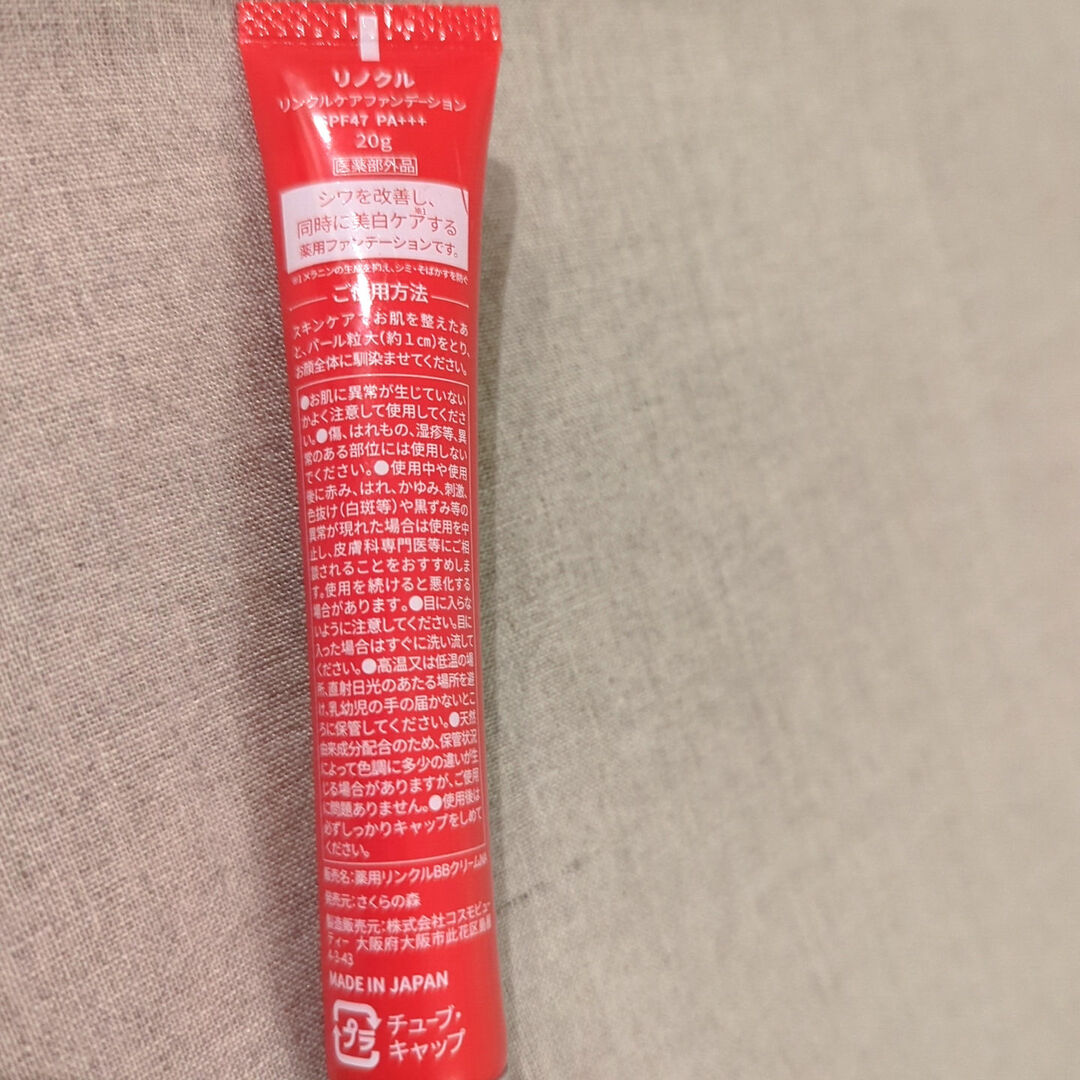 リノクル
リンクルケアファンデーション
SPF47 PA+++
20g
医薬部外品
シワを改善し、
同時に美白ケアする※1
薬用ファンデーションです。
※1メラニンの生成を抑え、シミ・そばかすを防ぐ
ご使用方法
スキンケアでお肌を整えたあ
と、パール粒大(約1㎝)をとり、
お顔全体に馴染ませてください。
●お肌に異常が生じていない
かよく注意して使用してくださ
い。●傷、はれもの、湿疹等、異
常のある部位には使用しない
でください。●使用中や使用
後に赤み、はれ、かゆみ、刺激、
色抜け(白斑等)や黒ずみ等の
異常が現れた場合は使用を中
止し、皮膚科専門医等にご相
談されることをおすすめしま
す。使用を続けると悪化する
場合があります。●目に入らな
いように注意してください。目に
入った場合はすぐに洗い流して
ください。●高温又は低温の場
所、直射日光のあたる場所を避
け、乳幼児の手の届かないとこ
ろに保管してください。●天然
由来成分配合のため、保管状況
によって色調に多少の違いが生
じる場合がありますが、ご使用
に問題ありません。●使用後は
必ずしっかりキャップをしめて
ください。
販売名:薬用リンクルBBクリーム
発売元:さくらの森
製造販売元:株式会社コスモビュー
ティー 大阪府大阪市此花区島屋
4-3-43
MADE IN JAPAN
プラ
チューブ・
キャップ